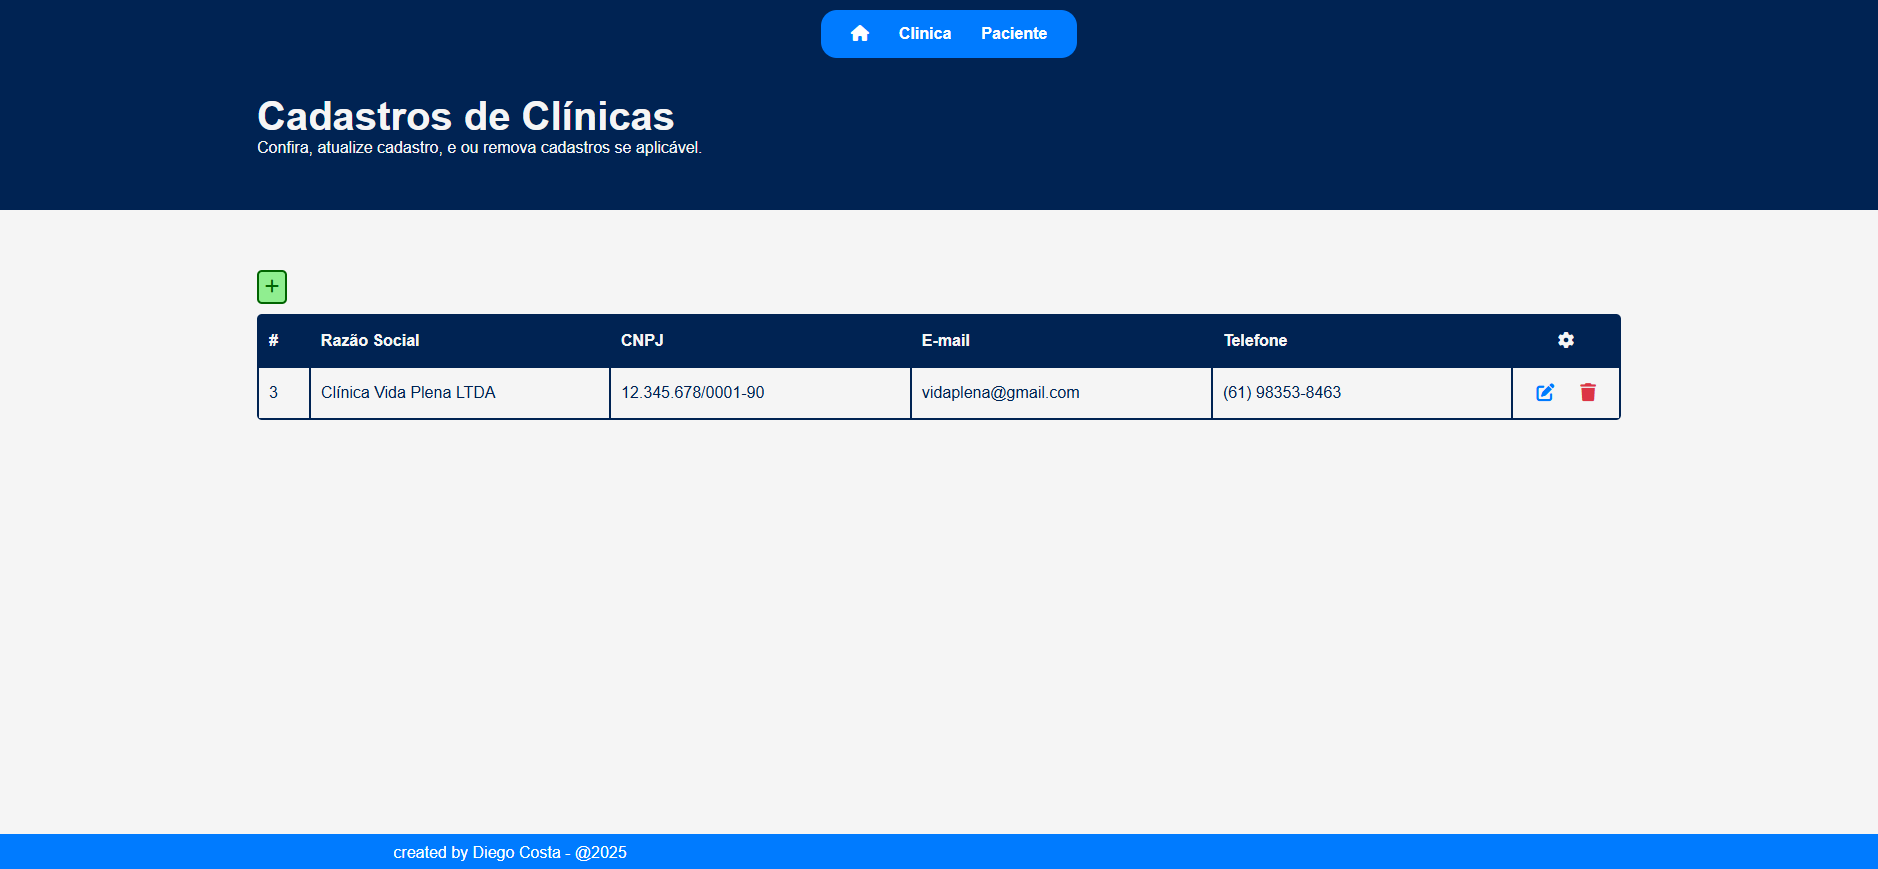 Clinica Paciente
Cadastros de Clínicas
Confira, atualize cadastro, e ou remova cadastros se aplicável.
+
# Razão Social CNPJ E-mail Telefone
3 Clínica Vida Plena LTDA 12.345.678/0001-90 vidaplena@gmail.com (61) 98353-8463
created by Diego Costa - @2025